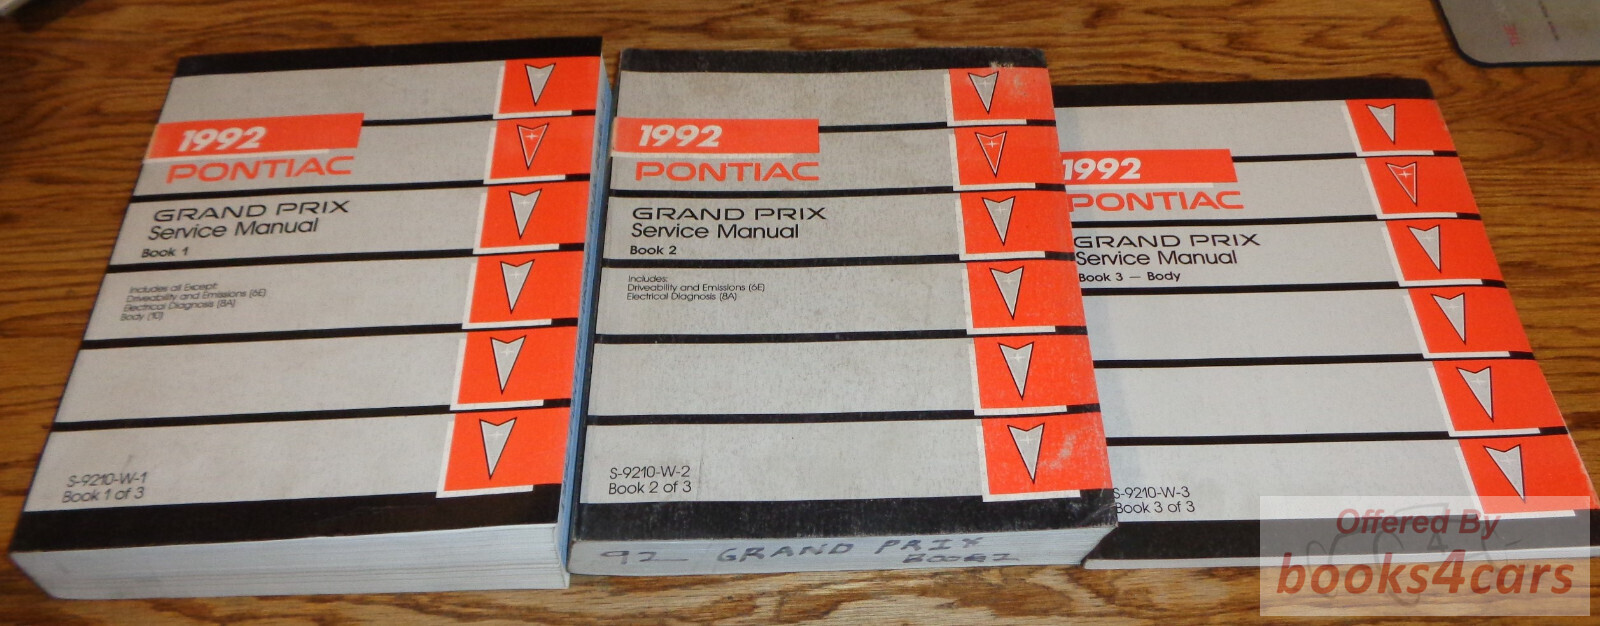 1992
PONTIAC
GRAND PRIX
Service Manual
Book 1
Includes all Except:
Driveability and Emissions (6E)
Electrical Diagnosis (8A)
Body (10)
S-9210-W-1
Book 1 of 3
1992
PONTIAC
GRAND PRIX
Service Manual
Book 2
Includes:
Driveability and Emissions (6E)
Electrical Diagnosis (8A)
S-9210-W-2
Book 2 of 3
92 GRAND PRIX
BOOK 2
1992
PONTIAC
GRAND PRIX
Service Manual
Book 3 — Body
S-9210-W-3
Book 3 of 3
Offered By
books4cars